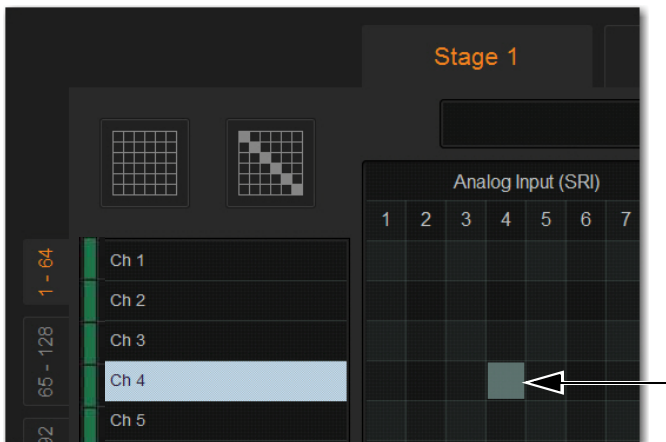 Stage 1
Analog Input (SRI)
1 2 3 4 5 6 7
1 - 64
65 - 128
Ch 1
Ch 2
Ch 3
Ch 4
Ch 5